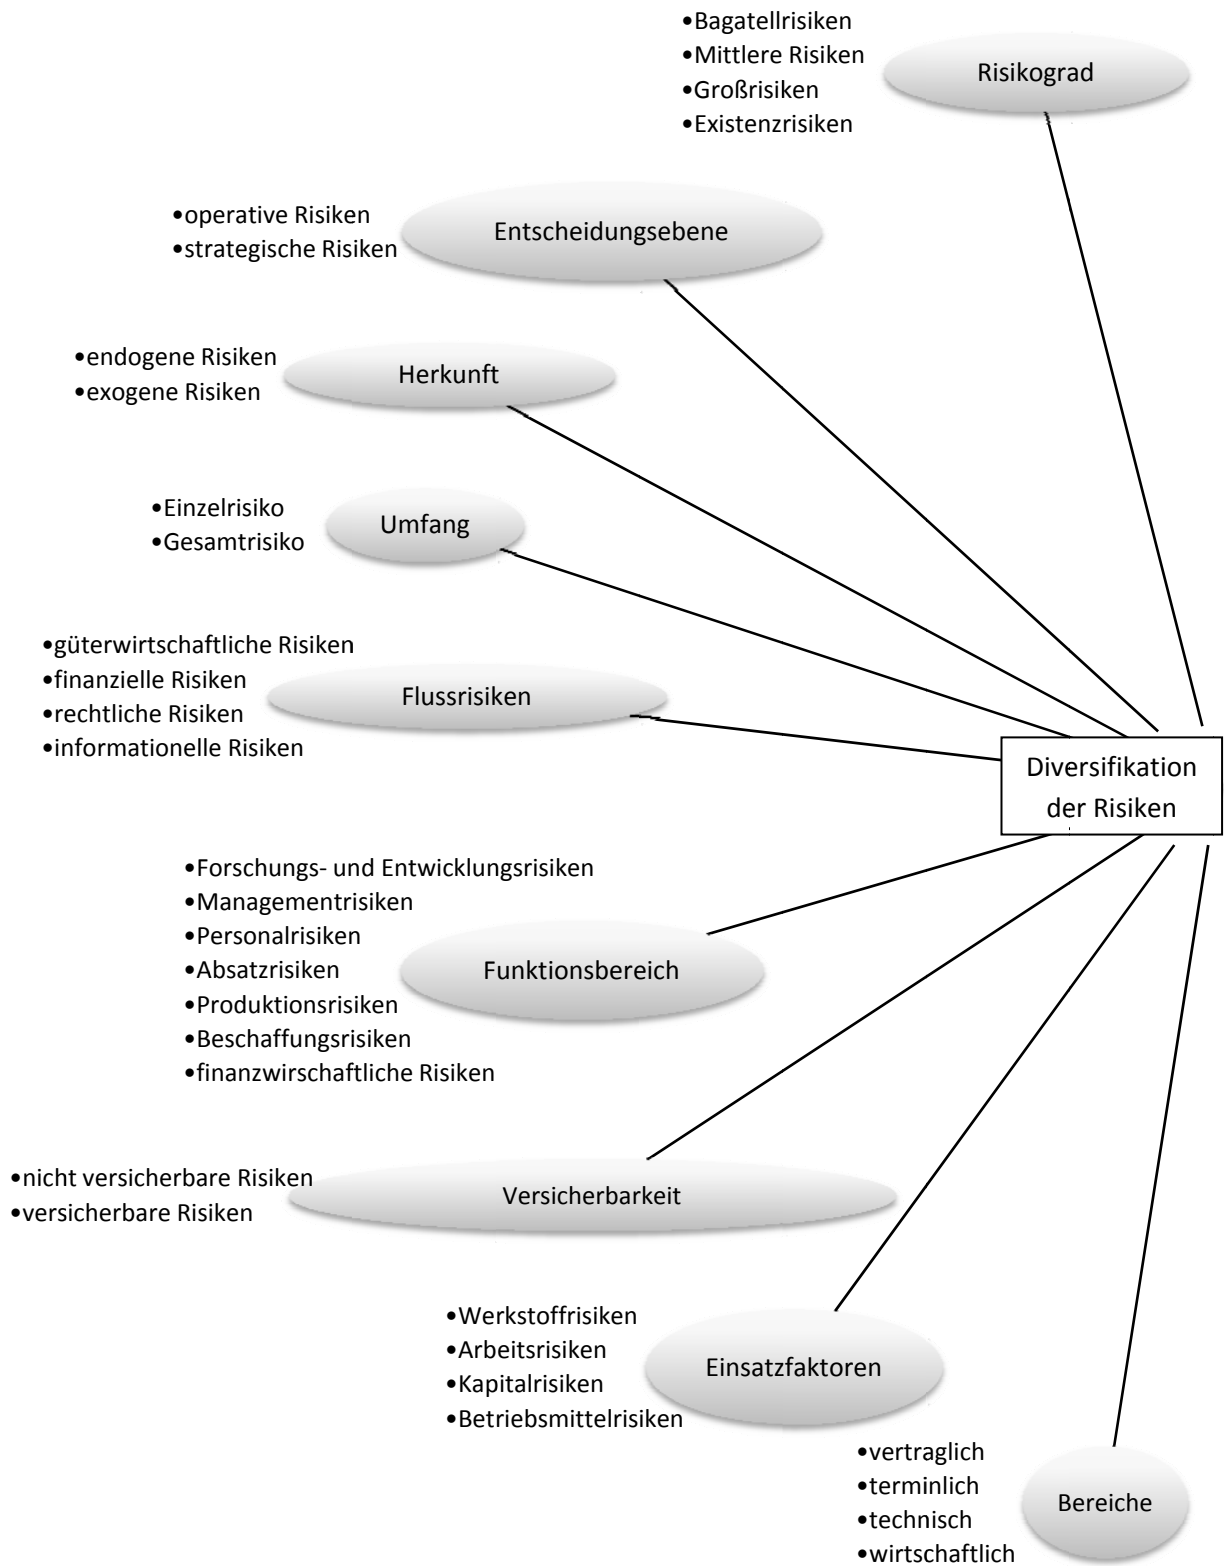 •Bagatellrisiken
•Mittlere Risiken
•Großrisiken
•Existenzrisiken
Risikograd
•operative Risiken
•strategische Risiken
Entscheidungsebene
•endogene Risiken
•exogene Risiken
Herkunft
•Einzelrisiko
•Gesamtrisiko
Umfang
•güterwirtschaftliche Risiken
•finanzielle Risiken
•rechtliche Risiken
•informationelle Risiken
Flussrisiken
Diversifikation
der Risiken
•Forschungs- und Entwicklungsrisiken
•Managementrisiken
•Personalrisiken
•Absatzrisiken
•Produktionsrisiken
•Beschaffungsrisiken
•finanzwirschaftliche Risiken
Funktionsbereich
•nicht versicherbare Risiken
•versicherbare Risiken
Versicherbarkeit
•Werkstoffrisiken
•Arbeitsrisiken
•Kapitalrisiken
•Betriebsmittelrisiken
Einsatzfaktoren
•vertraglich
•terminlich
•technisch
•wirtschaftlich
Bereiche